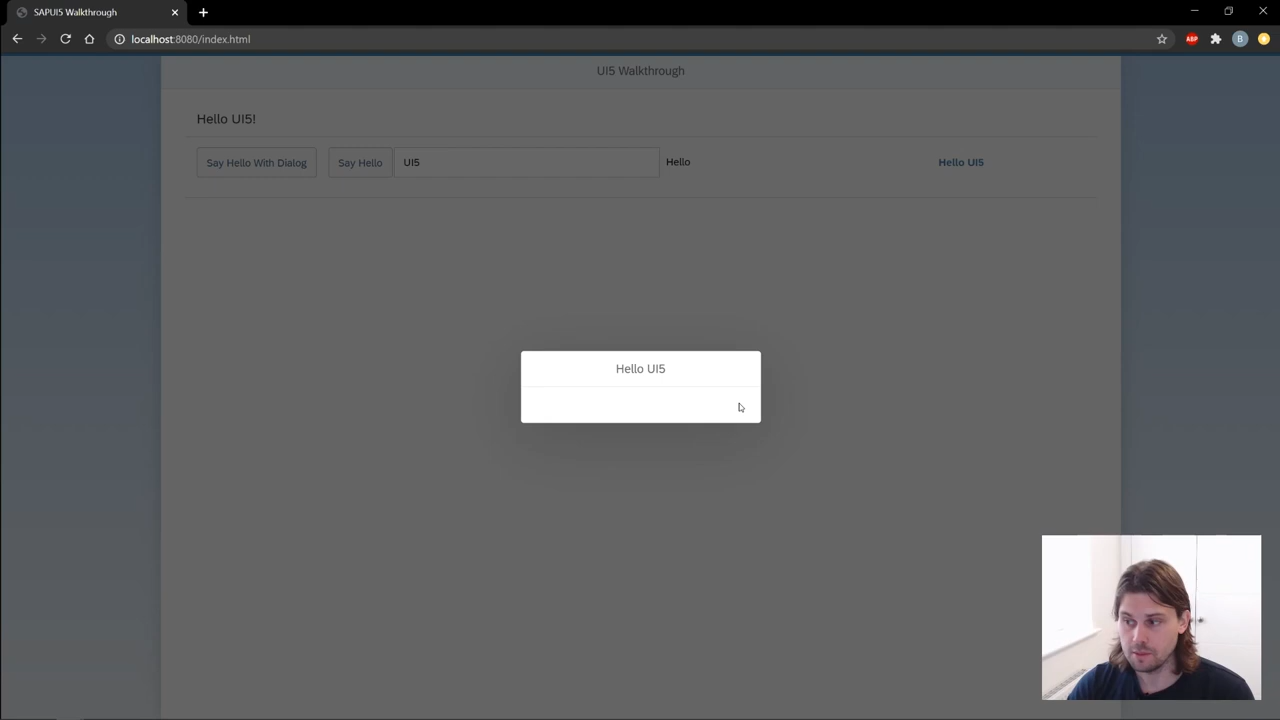 SAPUI5 Walkthrough
localhost:8080/index.html
ABP
B
UI5 Walkthrough
Hello UI5!
Say Hello With Dialog
Say Hello
UI5
Hello
Hello UI5
Hello UI5